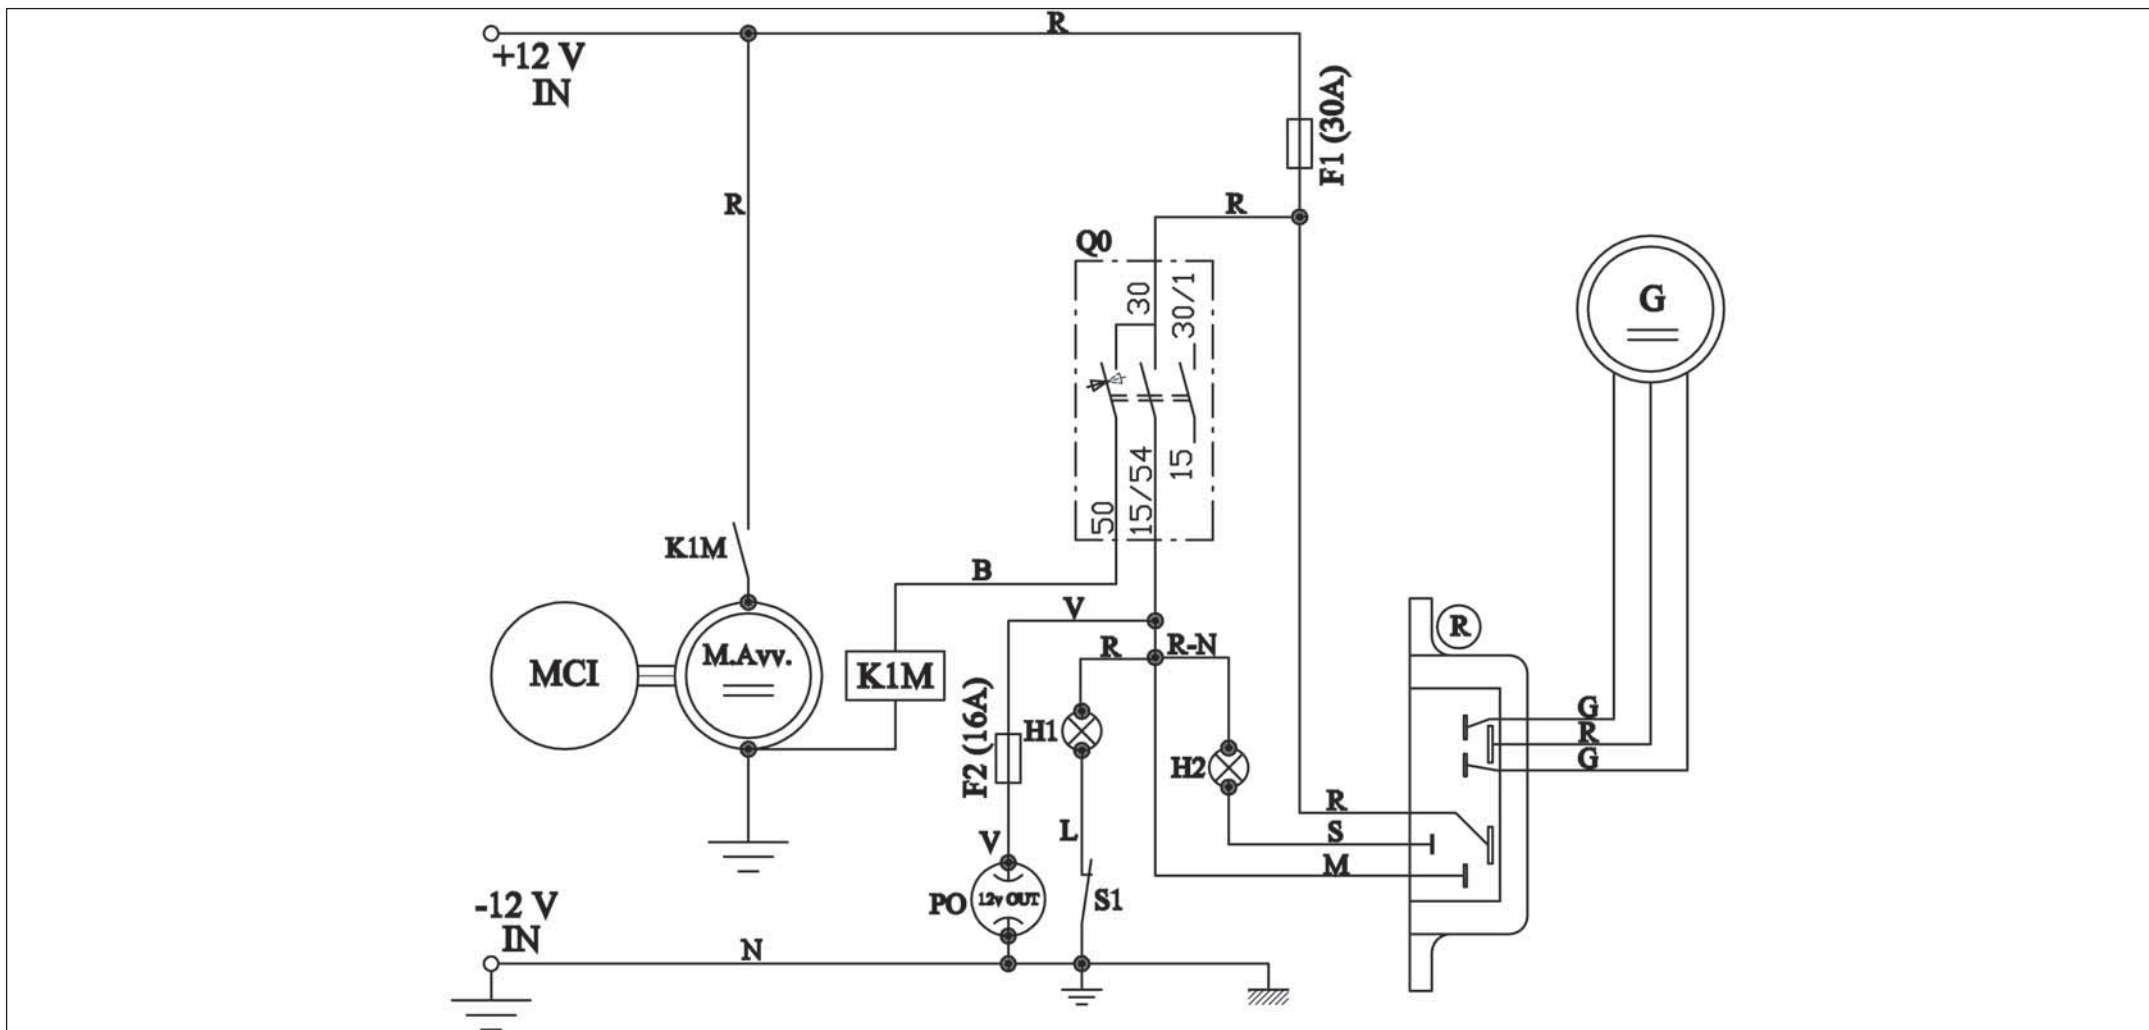 R
+12 V
IN
F1 (30A)
R
R
Q0
30
30/1
G
15/54
15
50
K1M
B
V
R
R-N
R
MCI
M.Avv.
K1M
F2 (16A)
H1
H2
G
R
G
R
L
S
V
M
PO
12v OUT
S1
-12 V
IN
N